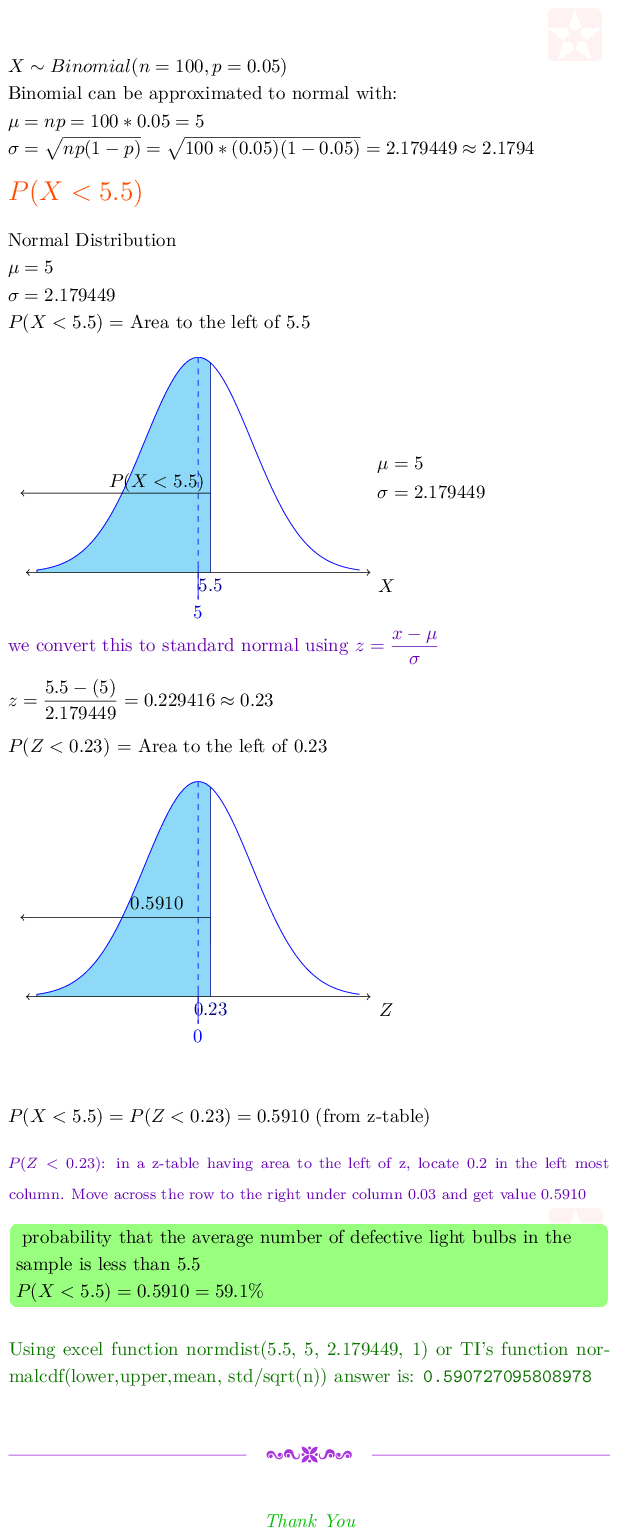 X ∼ Binomial(n = 100, p = 0.05)
Binomial can be approximated to normal with:
μ = np = 100 ∗ 0.05 = 5
σ = √np(1 − p) = √100 ∗ (0.05)(1 − 0.05) = 2.179449 ≈ 2.1794
P(X < 5.5)
Normal Distribution
μ = 5
σ = 2.179449
P(X < 5.5) = Area to the left of 5.5
μ = 5
P(X < 5.5)
σ = 2.179449
5.5
X
5
we convert this to standard normal using z = (x − μ)/σ
z = (5.5 − (5))/2.179449 = 0.229416 ≈ 0.23
P(Z < 0.23) = Area to the left of 0.23
0.5910
0.23
Z
0
P(X < 5.5) = P(Z < 0.23) = 0.5910 (from z-table)
P(Z < 0.23): in a z-table having area to the left of z, locate 0.2 in the left most
column. Move across the row to the right under column 0.03 and get value 0.5910
probability that the average number of defective light bulbs in the
sample is less than 5.5
P(X < 5.5) = 0.5910 = 59.1%
Using excel function normdist(5.5, 5, 2.179449, 1) or TI's function nor-
malcdf(lower,upper,mean, std/sqrt(n)) answer is: 0.590727095808978
Thank You